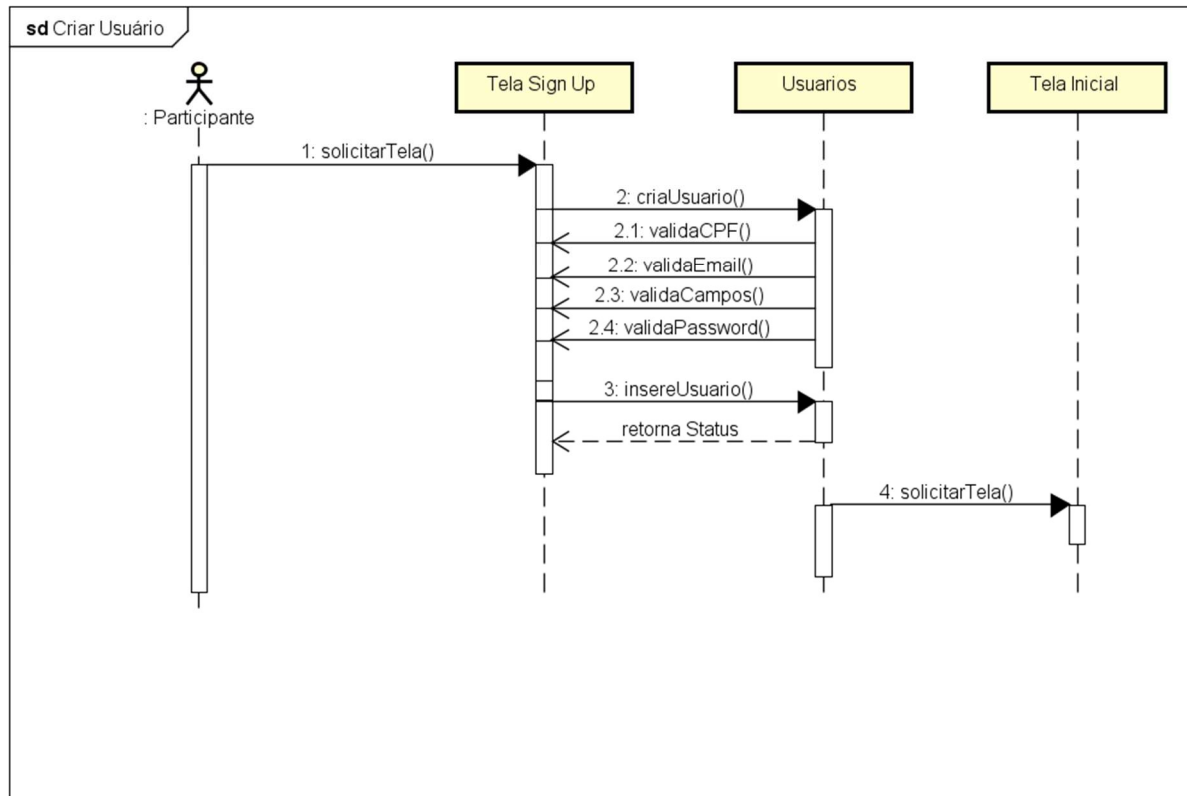 sd Criar Usuário
: Participante
Tela Sign Up
Usuarios
Tela Inicial
1: solicitarTela()
2: criaUsuario()
2.1: validaCPF()
2.2: validaEmail()
2.3: validaCampos()
2.4: validaPassword()
3: insereUsuario()
retorna Status
4: solicitarTela()